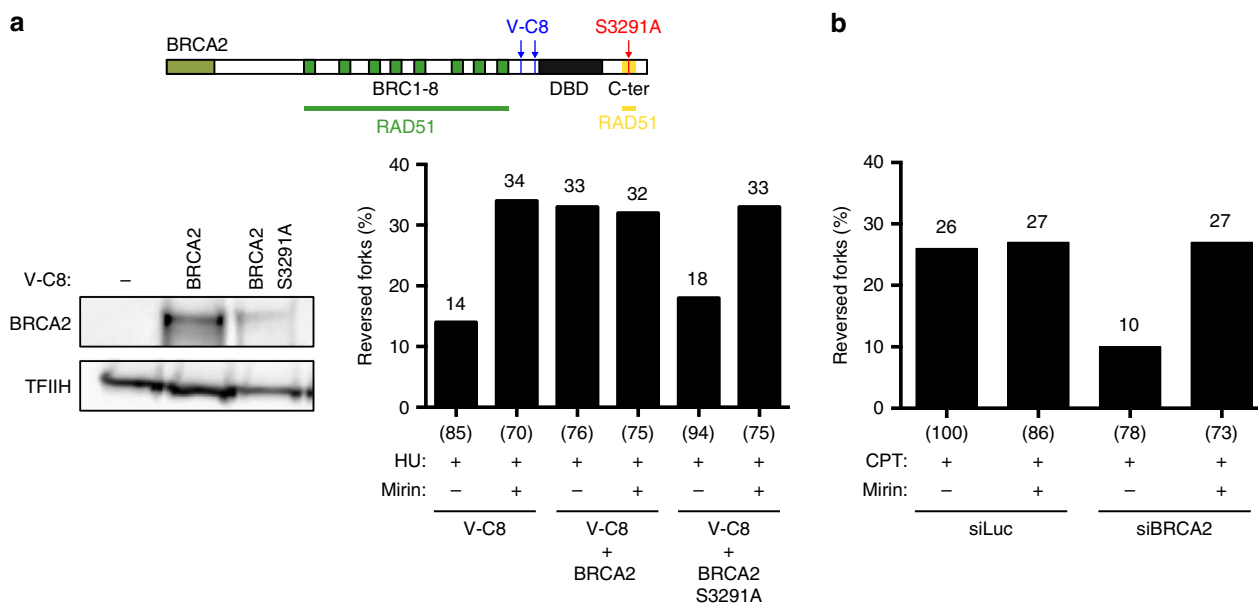 a
BRCA2
V-C8
S3291A
BRC1-8
DBD
C-ter
RAD51
RAD51
V-C8:
–
BRCA2
BRCA2
S3291A
BRCA2
TFIIH
Reversed forks (%)
40
30
20
10
0
14
34
33
32
18
33
(85) (70) (76) (75) (94) (75)
HU: + + + + + +
Mirin: – + – + – +
V-C8
V-C8
+
BRCA2
V-C8
+
BRCA2
S3291A
b
Reversed forks (%)
40
30
20
10
0
26
27
10
27
(100) (86) (78) (73)
CPT: + + + +
Mirin: – + – +
siLuc
siBRCA2